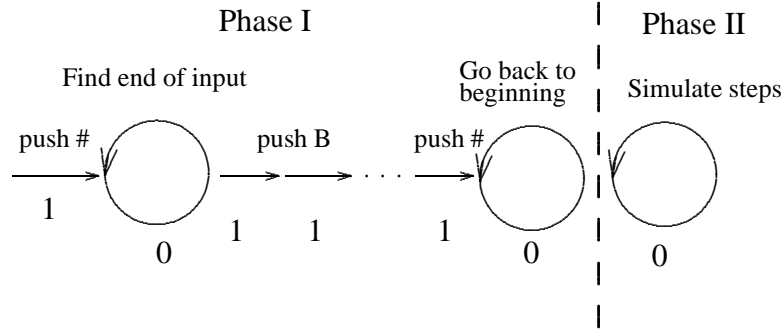 Phase I
Phase II
Find end of input
Go back to
beginning
Simulate steps
push #
push B
push #
1
0
1
1
1
0
0